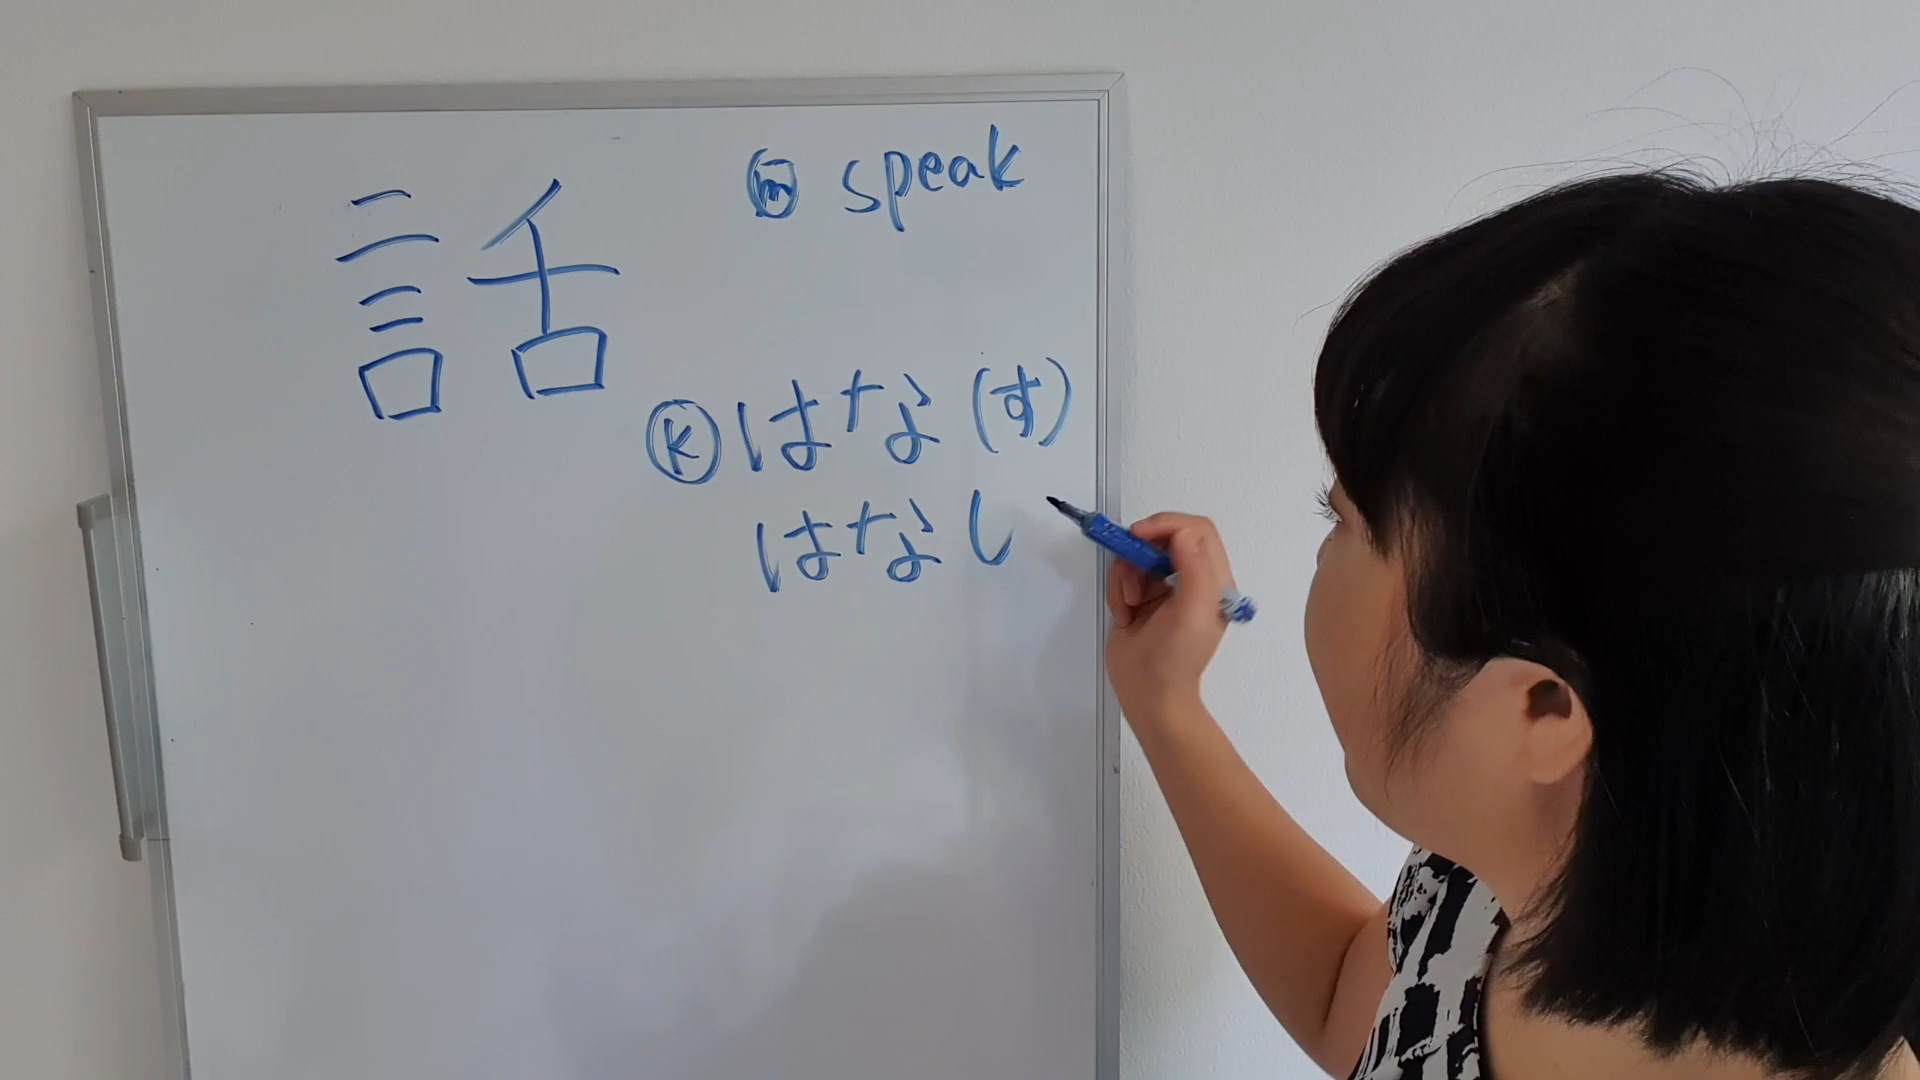 話
ⓜ speak
ⓚ はな(す)
はなし